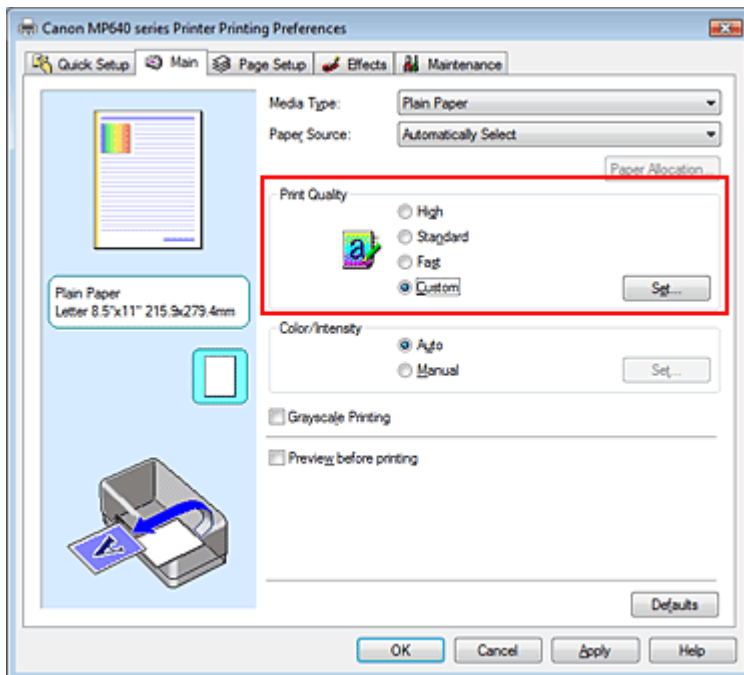 Canon MP640 series Printer Printing Preferences
Quick Setup Main Page Setup Effects Maintenance
Media Type: Plain Paper
Paper Source: Automatically Select
Paper Allocation...
Print Quality
High
Standard
Fast
Custom Set...
Plain Paper
Letter 8.5"x11" 215.9x279.4mm
Color/Intensity
Auto
Manual Set...
Grayscale Printing
Preview before printing
Defaults
OK Cancel Apply Help